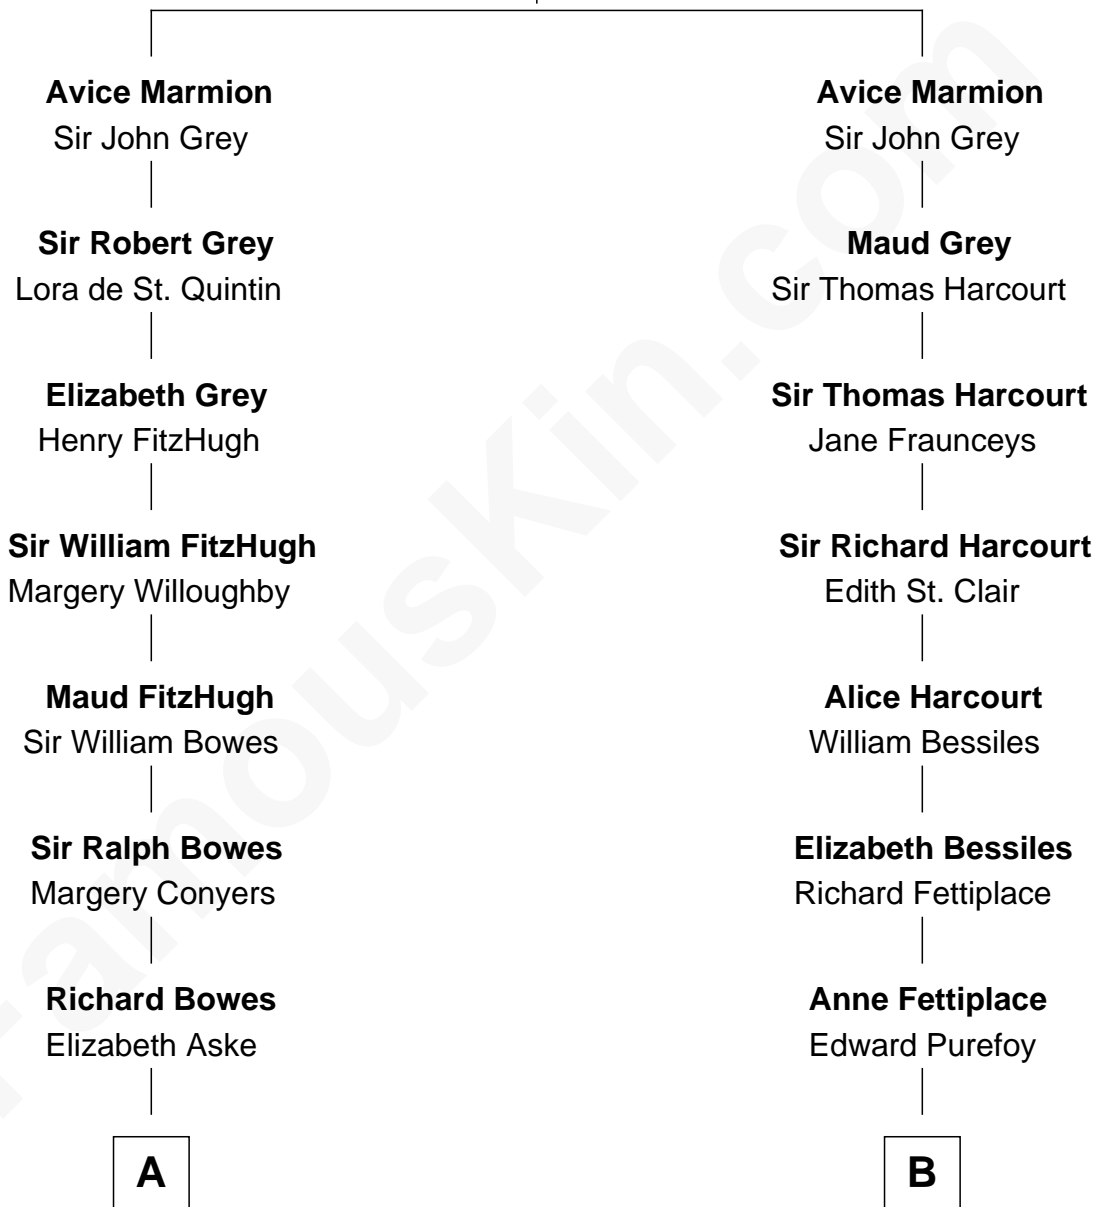 Avice Marmion
Sir John Grey
Sir Robert Grey
Lora de St. Quintin
Elizabeth Grey
Henry FitzHugh
Sir William FitzHugh
Margery Willoughby
Maud FitzHugh
Sir William Bowes
Sir Ralph Bowes
Margery Conyers
Richard Bowes
Elizabeth Aske
A
Avice Marmion
Sir John Grey
Maud Grey
Sir Thomas Harcourt
Sir Thomas Harcourt
Jane Fraunceys
Sir Richard Harcourt
Edith St. Clair
Alice Harcourt
William Bessiles
Elizabeth Bessiles
Richard Fettiplace
Anne Fettiplace
Edward Purefoy
B
FamousKin.com